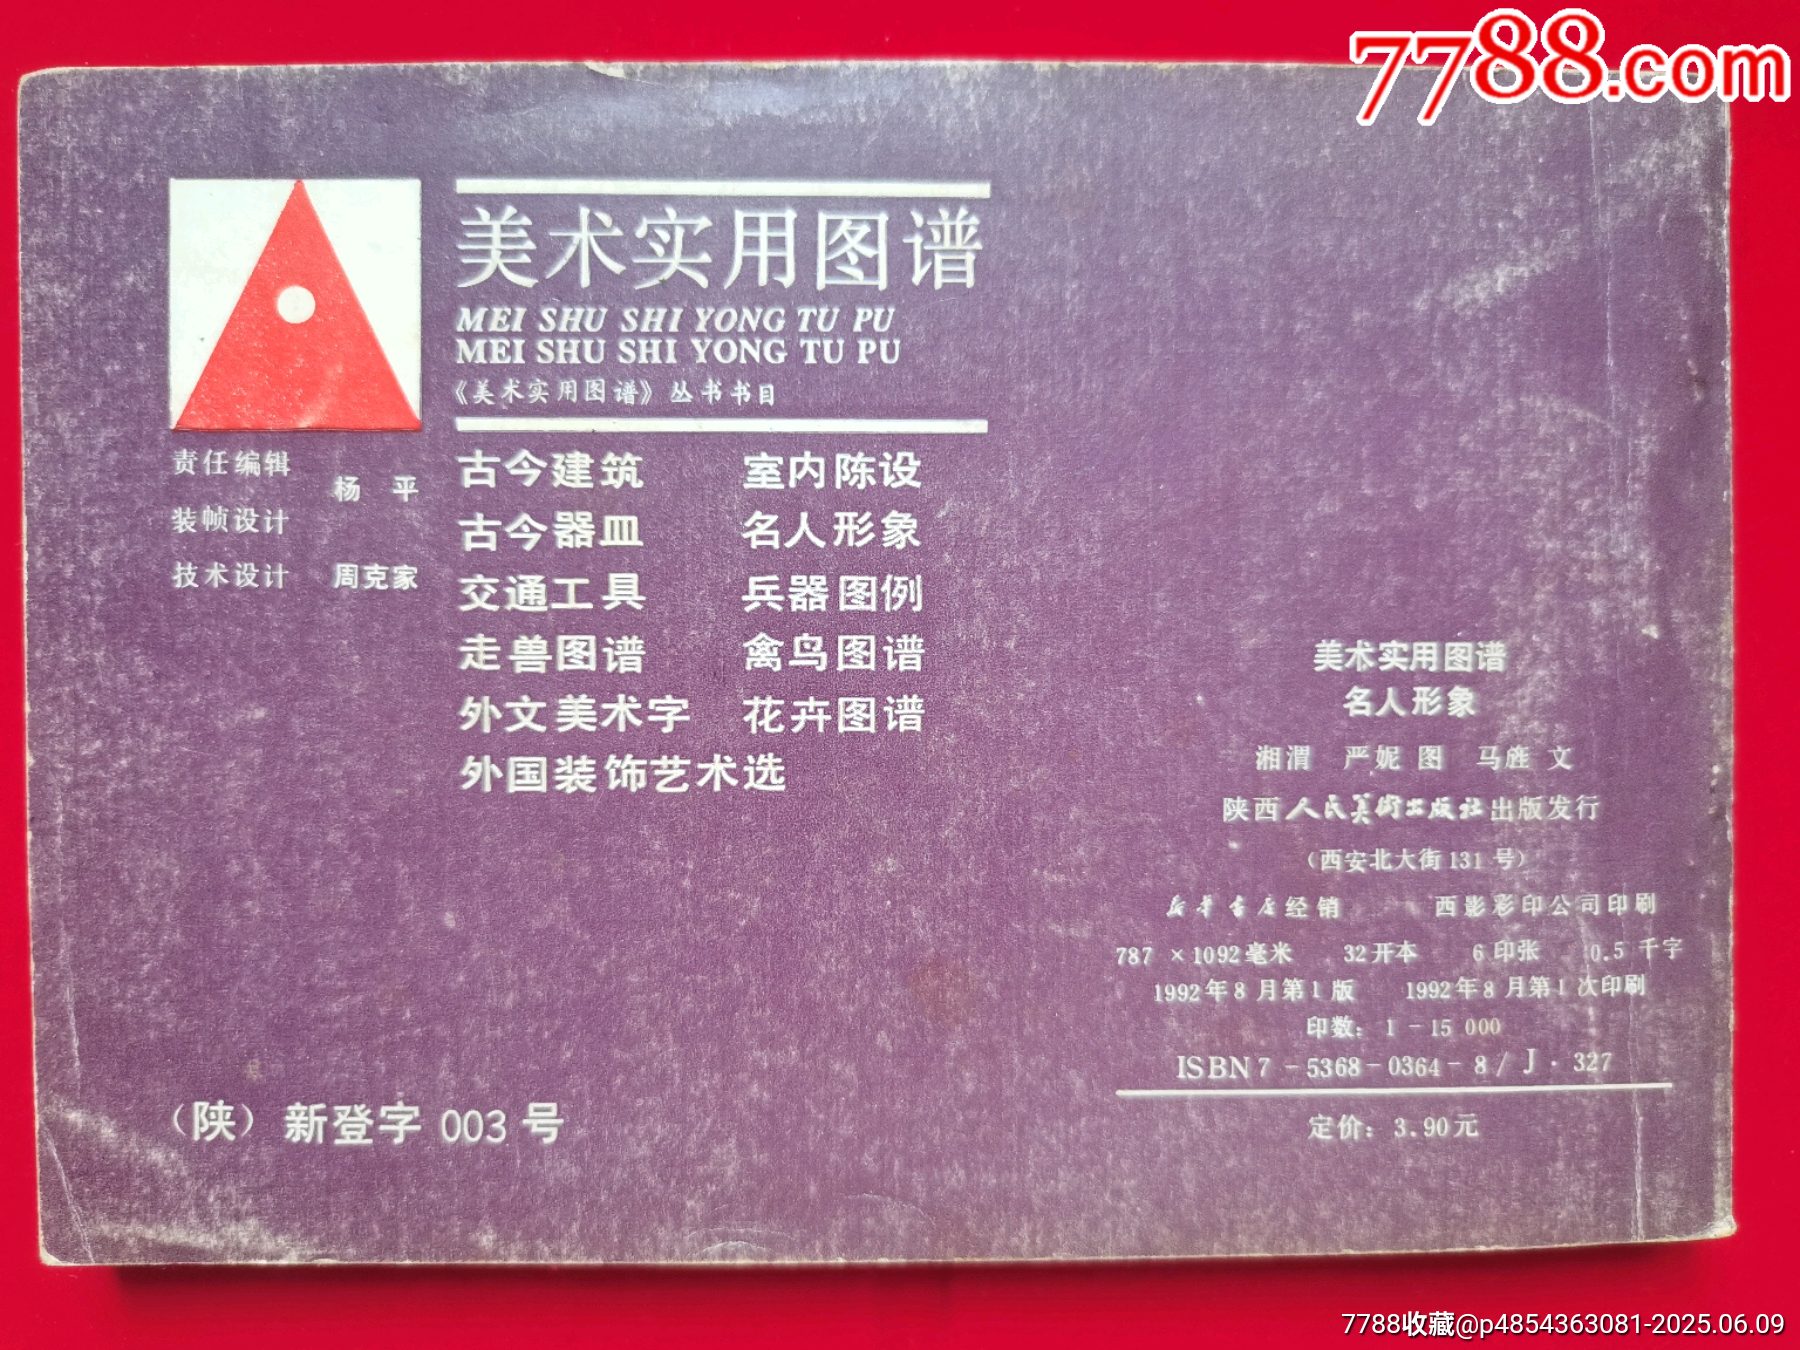 7788.com
美术实用图谱
MEI SHU SHI YONG TU PU
MEI SHU SHI YONG TU PU
《美术实用图谱》丛书书目
责任编辑
杨 平
装帧设计
技术设计 周克家
古今建筑 室内陈设
古今器皿 名人形象
交通工具 兵器图例
走兽图谱 禽鸟图谱
外文美术字 花卉图谱
外国装饰艺术选
(陕)新登字 003 号
美术实用图谱
名人形象
湘渭 严妮 图 马旌 文
陕西人民美術出版社出版发行
(西安北大街131 号)
新华书店经销 西影彩印公司印刷
787 ×1092毫米 32开本 6 印张 0.5 千字
1992年8 月第1 版 1992年8 月第1 次印刷
印数: 1 -15 000
ISBN 7 - 5368 - 0364 - 8 / J · 327
定价: 3.90元
7788收藏@p4854363081-2025.06.09